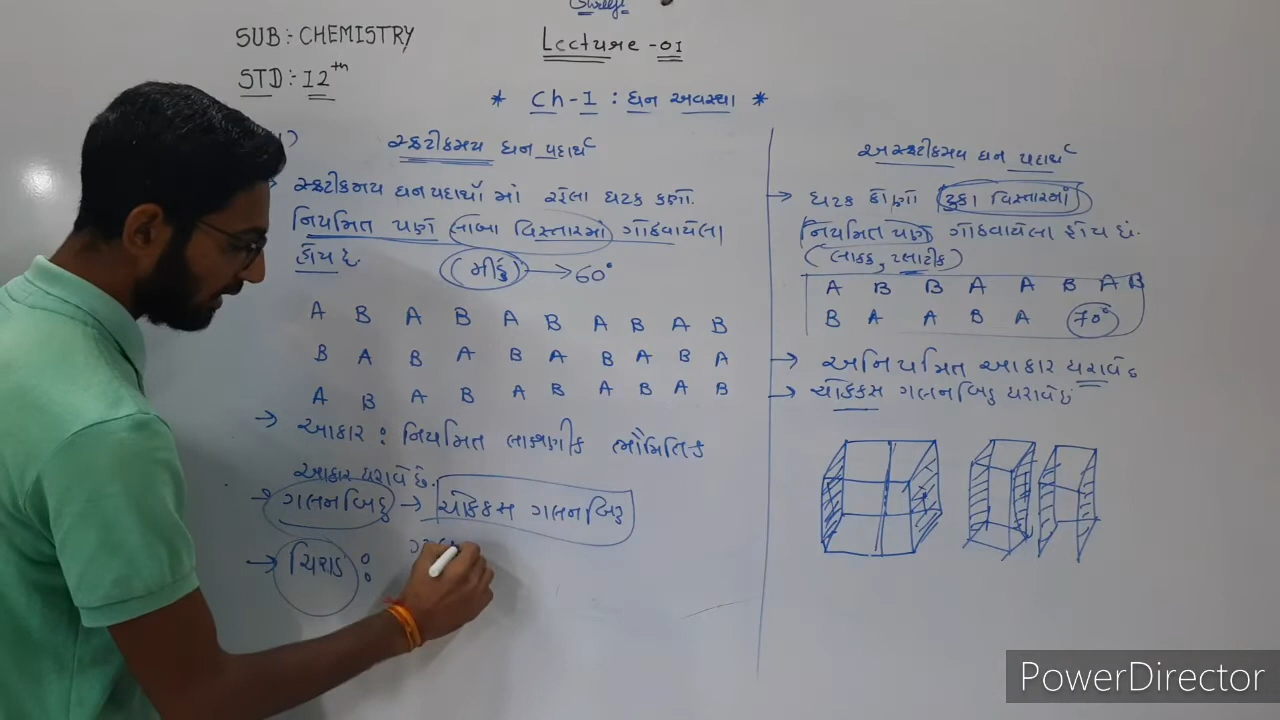 SUB:- CHEMISTRY
STD:- 12th
Lecture-01
* Ch-1 : ઘન અવસ્થા *
1)
સ્ફટીકમય ઘન પદાર્થ
સ્ફટીકમય ઘન પદાર્થો માં રહેલા ઘટક કણો.
નિયમિત પણે લાંબા વિસ્તારમાં ગોઠવાયેલા
હોય છે.
(મીઠું) → 60°
A B A B A B A B A B
B A B A B A B A B A
A B A B A B A B A B
→ આકાર : નિયમિત લાક્ષણીક ભૌમિતિક
આકાર ધરાવે છે.
→ ગલનબિંદુ → ચોક્કસ ગલનબિંદુ
→ ચિરાડ :
અસ્ફટીકમય ઘન પદાર્થ
→ ઘટક કોણો ટુંકા વિસ્તારમાં
નિયમિત પણે ગોઠવાયેલા હોય છે.
(લાકડ, પ્લાટીક)
A B B A A B A B
B A A B A 70°
→ અનિયમિત આકાર ધરાવે છે
→ ચોક્કસ ગલનબિંદુ ધરાવે છે
PowerDirector